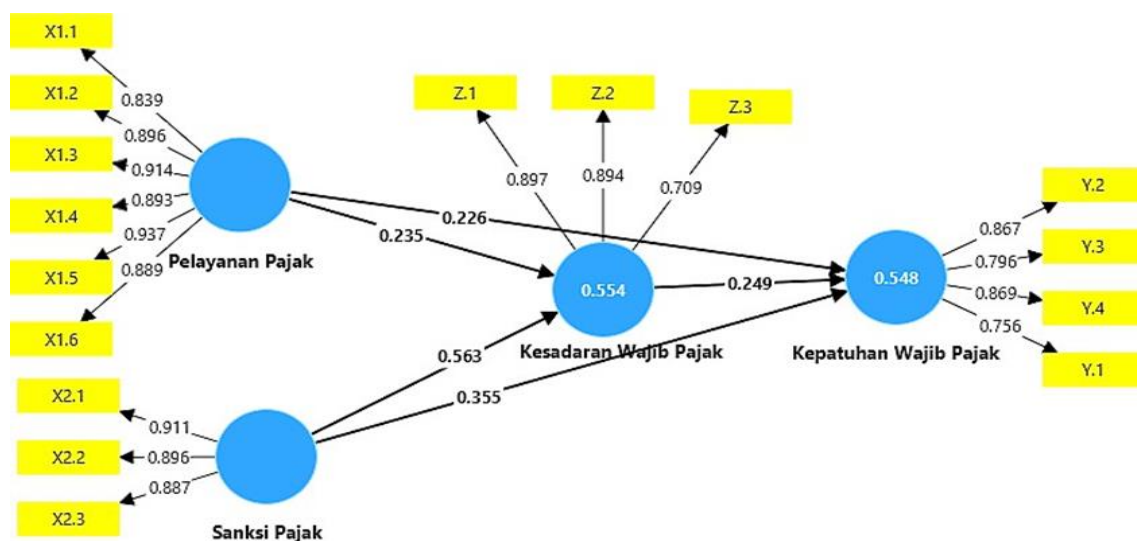 X1.1
X1.2
X1.3
X1.4
X1.5
X1.6
0.839
0.896
0.914
0.893
0.937
0.889
Pelayanan Pajak
X2.1
X2.2
X2.3
0.911
0.896
0.887
Sanksi Pajak
Z.1
Z.2
Z.3
0.897
0.894
0.709
0.226
0.235
0.563
0.355
0.554
Kesadaran Wajib Pajak
0.249
0.548
Kepatuhan Wajib Pajak
0.867
0.796
0.869
0.756
Y.2
Y.3
Y.4
Y.1